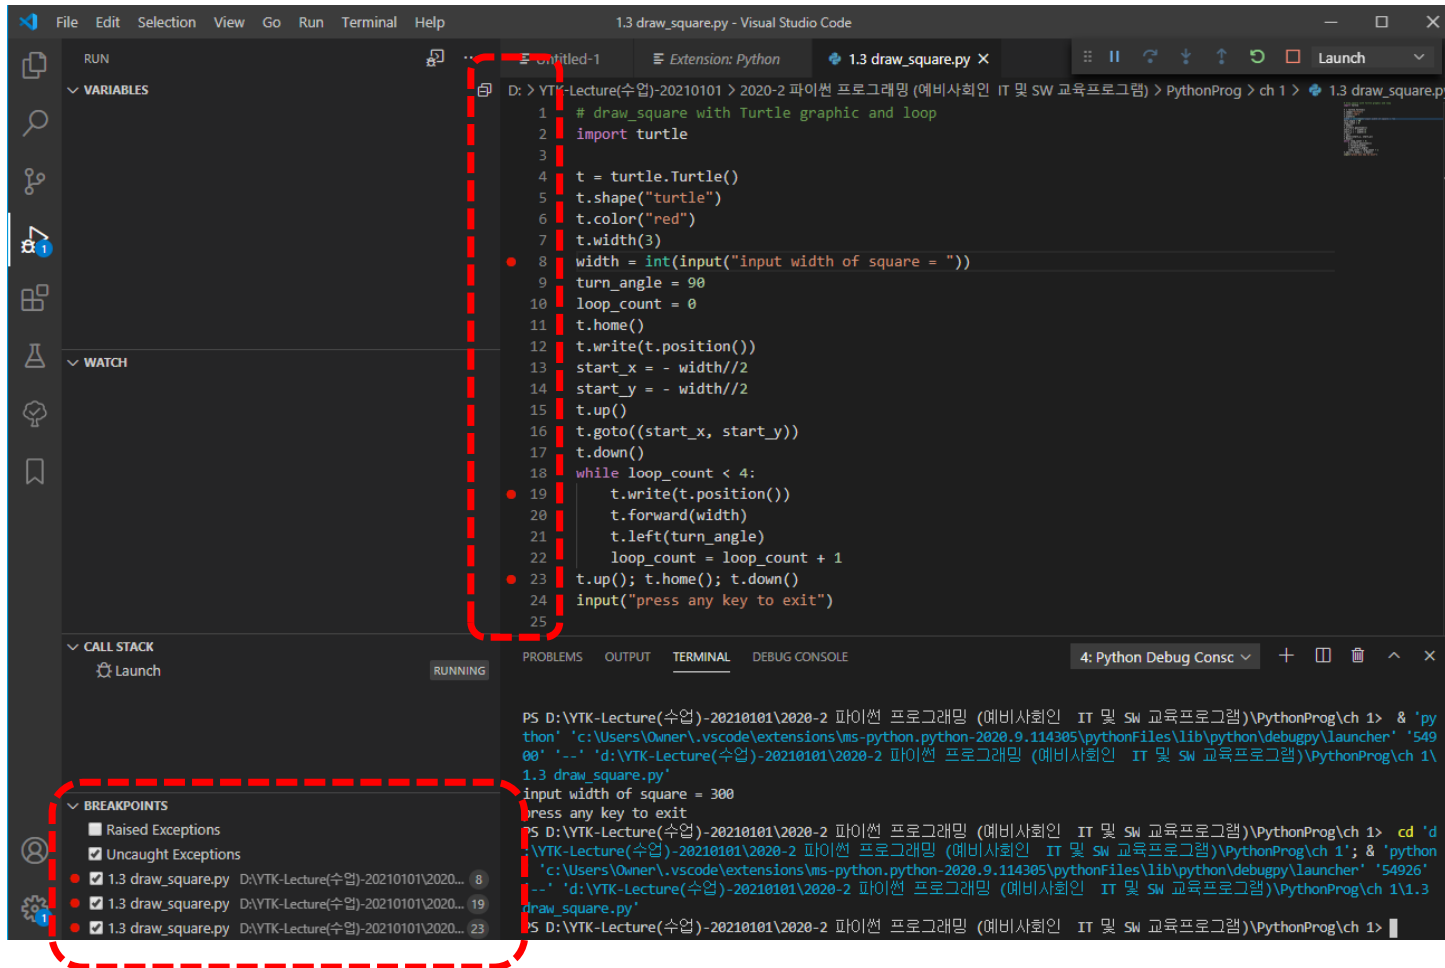 File Edit Selection View Go Run Terminal Help 1.3 draw_square.py - Visual Studio Code
RUN
Untitled-1 Extension: Python 1.3 draw_square.py Launch
VARIABLES
D: > YTK-Lecture(수업)-20210101 > 2020-2 파이썬 프로그래밍 (예비사회인 IT 및 SW 교육프로그램) > PythonProg > ch 1 > 1.3 draw_square.py
1 # draw_square with Turtle graphic and loop
2 import turtle
3
4 t = turtle.Turtle()
5 t.shape("turtle")
6 t.color("red")
7 t.width(3)
8 width = int(input("input width of square = "))
9 turn_angle = 90
10 loop_count = 0
11 t.home()
12 t.write(t.position())
13 start_x = - width//2
14 start_y = - width//2
15 t.up()
16 t.goto((start_x, start_y))
17 t.down()
18 while loop_count < 4:
19 t.write(t.position())
20 t.forward(width)
21 t.left(turn_angle)
22 loop_count = loop_count + 1
23 t.up(); t.home(); t.down()
24 input("press any key to exit")
25
WATCH
CALL STACK
Launch RUNNING
BREAKPOINTS
Raised Exceptions
Uncaught Exceptions
1.3 draw_square.py D:\YTK-Lecture(수업)-20210101\2020... 8
1.3 draw_square.py D:\YTK-Lecture(수업)-20210101\2020... 19
1.3 draw_square.py D:\YTK-Lecture(수업)-20210101\2020... 23
1
1
PROBLEMS OUTPUT TERMINAL DEBUG CONSOLE 4: Python Debug Consc
PS D:\YTK-Lecture(수업)-20210101\2020-2 파이썬 프로그래밍 (예비사회인 IT 및 SW 교육프로그램)\PythonProg\ch 1> & 'py
thon' 'c:\Users\Owner\.vscode\extensions\ms-python.python-2020.9.114305\pythonFiles\lib\python\debugpy\launcher' '549
00' '--' 'd:\YTK-Lecture(수업)-20210101\2020-2 파이썬 프로그래밍 (예비사회인 IT 및 SW 교육프로그램)\PythonProg\ch 1\
1.3 draw_square.py'
input width of square = 300
press any key to exit
PS D:\YTK-Lecture(수업)-20210101\2020-2 파이썬 프로그래밍 (예비사회인 IT 및 SW 교육프로그램)\PythonProg\ch 1> cd 'd
\YTK-Lecture(수업)-20210101\2020-2 파이썬 프로그래밍 (예비사회인 IT 및 SW 교육프로그램)\PythonProg\ch 1'; & 'python
'c:\Users\Owner\.vscode\extensions\ms-python.python-2020.9.114305\pythonFiles\lib\python\debugpy\launcher' '54926'
'--' 'd:\YTK-Lecture(수업)-20210101\2020-2 파이썬 프로그래밍 (예비사회인 IT 및 SW 교육프로그램)\PythonProg\ch 1\1.3
draw_square.py'
PS D:\YTK-Lecture(수업)-20210101\2020-2 파이썬 프로그래밍 (예비사회인 IT 및 SW 교육프로그램)\PythonProg\ch 1>